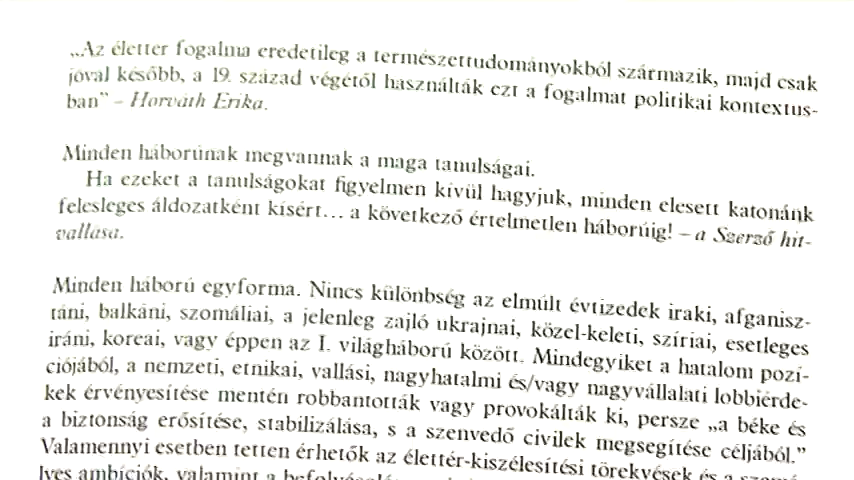 „Az élettér fogalma eredetileg a természettudományokból származik, majd csak
jóval később, a 19. század végétől használták ezt a fogalmat politikai kontextus-
ban” – Horváth Erika.
Minden háborúnak megvannak a maga tanulságai.
Ha ezeket a tanulságokat figyelmen kívül hagyjuk, minden elesett katonánk
felesleges áldozatként kísért… a következő értelmetlen háborúig! – a Szerző hit-
vallása.
Minden háború egyforma. Nincs különbség az elmúlt évtizedek iraki, afganisz-
táni, balkáni, szomáliai, a jelenleg zajló ukrajnai, közel-keleti, szíriai, esetleges
iráni, koreai, vagy éppen az I. világháború között. Mindegyiket a hatalom pozí-
ciójából, a nemzeti, etnikai, vallási, nagyhatalmi és/vagy nagyvállalati lobbiérde-
kek érvényesítése mentén robbantották vagy provokálták ki, persze „a béke és
a biztonság erősítése, stabilizálása, s a szenvedő civilek megsegítése céljából.”
Valamennyi esetben tetten érhetők az élettér-kiszélesítési törekvések és a szemé-
lyes ambíciók, valamint a